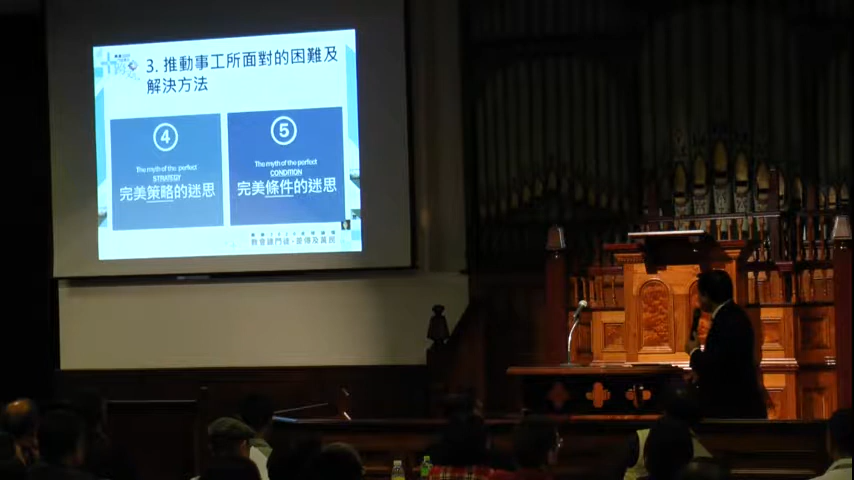 3. 推動事工所面對的困難及
解決方法
4
The myth of the perfect
STRATEGY
完美策略的迷思
5
The myth of the perfect
CONDITION
完美條件的迷思